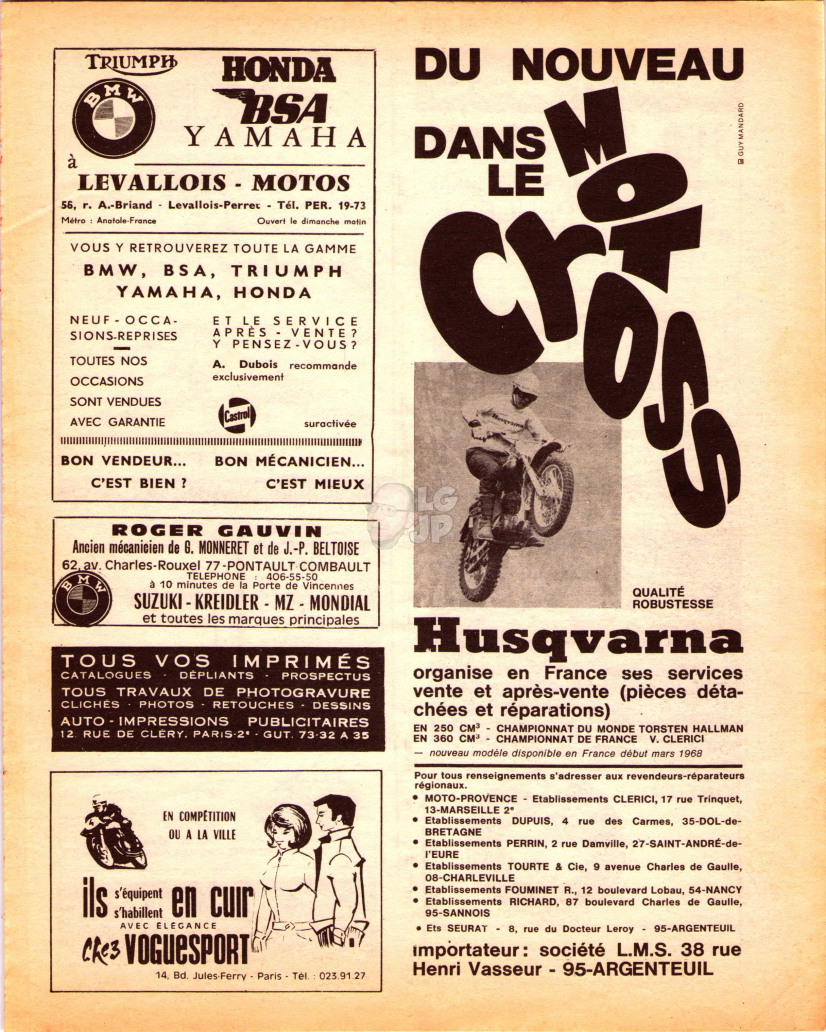 TRIUMPH
HONDA
BMW
BSA
YAMAHA
à
LEVALLOIS - MOTOS
56, r. A.-Briand - Levallois-Perret - Tél. PER. 19-73
Métro : Anatole-France
Ouvert le dimanche matin
VOUS Y RETROUVEREZ TOUTE LA GAMME
BMW, BSA, TRIUMPH
YAMAHA, HONDA
NEUF - OCCA-
SIONS-REPRISES
TOUTES NOS
OCCASIONS
SONT VENDUES
AVEC GARANTIE
ET LE SERVICE
APRÈS - VENTE?
Y PENSEZ-VOUS?
A. Dubois recommande
exclusivement
Castrol
suractivée
BON VENDEUR...
C'EST BIEN ?
BON MÉCANICIEN...
C'EST MIEUX
ROGER GAUVIN
Ancien mécanicien de G. MONNERET et de J.-P. BELTOISE
62, av. Charles-Rouxel 77-PONTAULT-COMBAULT
TELEPHONE : 406-55-50
à 10 minutes de la Porte de Vincennes
BMW
SUZUKI - KREIDLER - MZ - MONDIAL
et toutes les marques principales
TOUS VOS IMPRIMÉS
CATALOGUES - DÉPLIANTS - PROSPECTUS
TOUS TRAVAUX DE PHOTOGRAVURE
CLICHÉS - PHOTOS - RETOUCHES - DESSINS
AUTO - IMPRESSIONS PUBLICITAIRES
12, RUE DE CLÉRY, PARIS-2e - GUT. 73-32 A 35
EN COMPÉTITION
OU A LA VILLE
ils s'équipent
s'habillent en cuir
AVEC ÉLÉGANCE
chez VOGUESPORT
14, Bd. Jules-Ferry - Paris - Tél. : 023.91.27
DU NOUVEAU
DANS
LE
MOTO
CROSS
GUY MANDARD
QUALITÉ
ROBUSTESSE
Husqvarna
organise en France ses services
vente et après-vente (pièces déta-
chées et réparations)
EN 250 CM³ - CHAMPIONNAT DU MONDE TORSTEN HALLMAN
EN 360 CM³ - CHAMPIONNAT DE FRANCE V. CLERICI
— nouveau modèle disponible en France début mars 1968
Pour tous renseignements s'adresser aux revendeurs-réparateurs
régionaux.
• MOTO-PROVENCE - Etablissements CLERICI, 17 rue Trinquet,
13-MARSEILLE 2e
• Etablissements DUPUIS, 4 rue des Carmes, 35-DOL-de-
BRETAGNE
• Etablissements PERRIN, 2 rue Damville, 27-SAINT-ANDRÉ-de-
l'EURE
• Etablissements TOURTE & Cie, 9 avenue Charles de Gaulle,
08-CHARLEVILLE
• Etablissements FOUMINET R., 12 boulevard Lobau, 54-NANCY
• Etablissements RICHARD, 87 boulevard Charles de Gaulle,
95-SANNOIS
• Ets SEURAT - 8, rue du Docteur Leroy - 95-ARGENTEUIL
importateur : société L.M.S. 38 rue
Henri Vasseur - 95-ARGENTEUIL
LG
JP